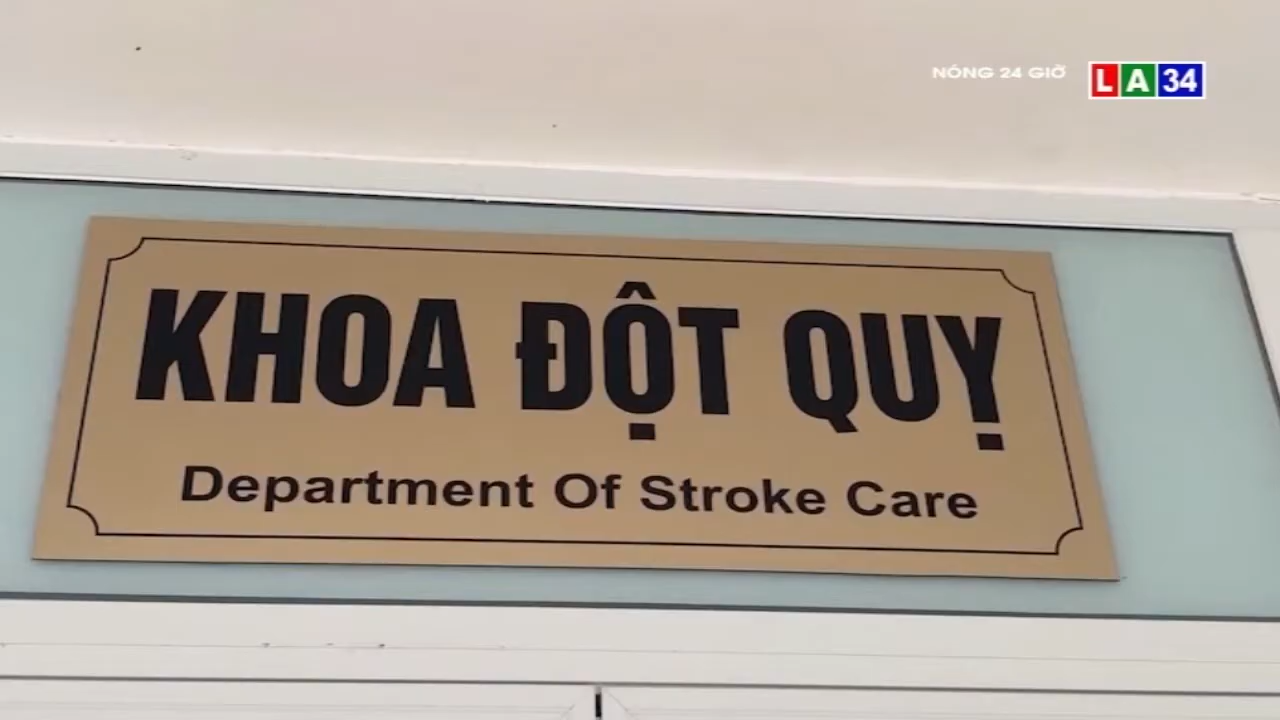 NÓNG 24 GIỜ LA34
KHOA ĐỘT QUỴ
Department Of Stroke Care